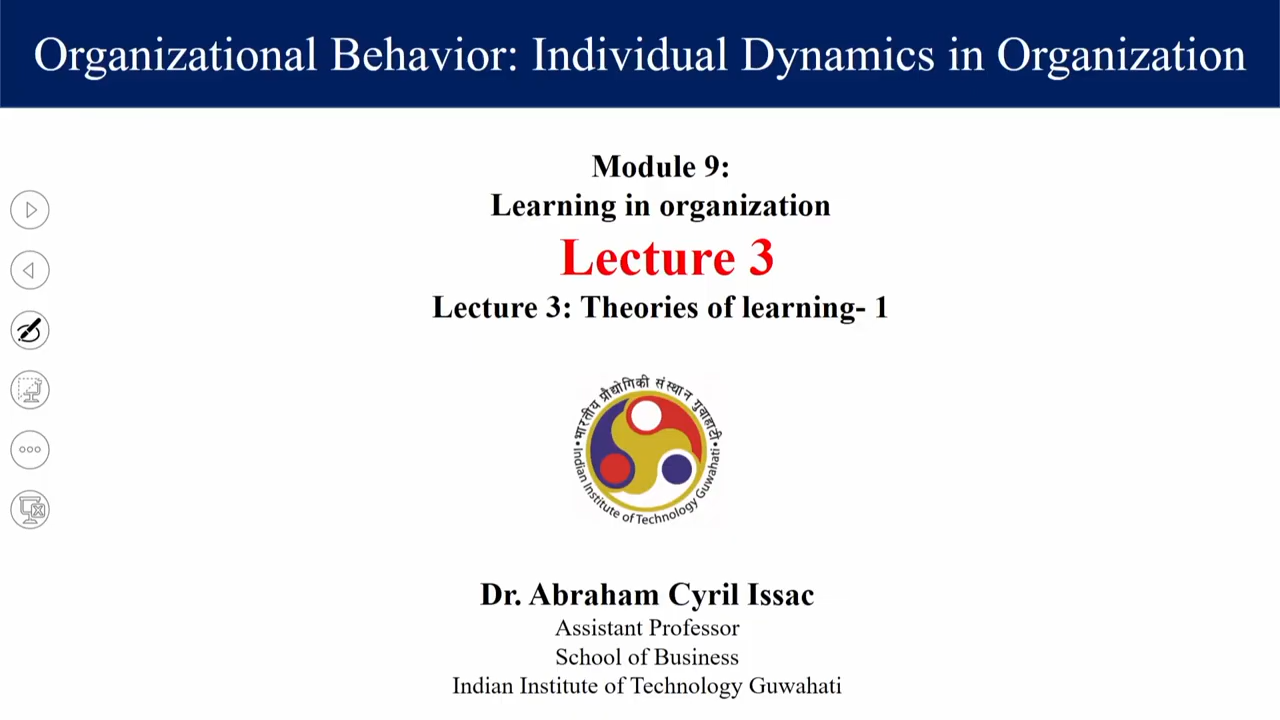 Organizational Behavior: Individual Dynamics in Organization
Module 9:
Learning in organization
Lecture 3
Lecture 3: Theories of learning- 1
भारतीय प्रौद्योगिकी संस्थान गुवाहाटी
Indian Institute of Technology Guwahati
Dr. Abraham Cyril Issac
Assistant Professor
School of Business
Indian Institute of Technology Guwahati